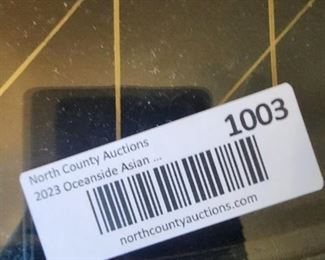 North County Auctions
1003
2023 Oceanside Asian ...
northcountyauctions.com